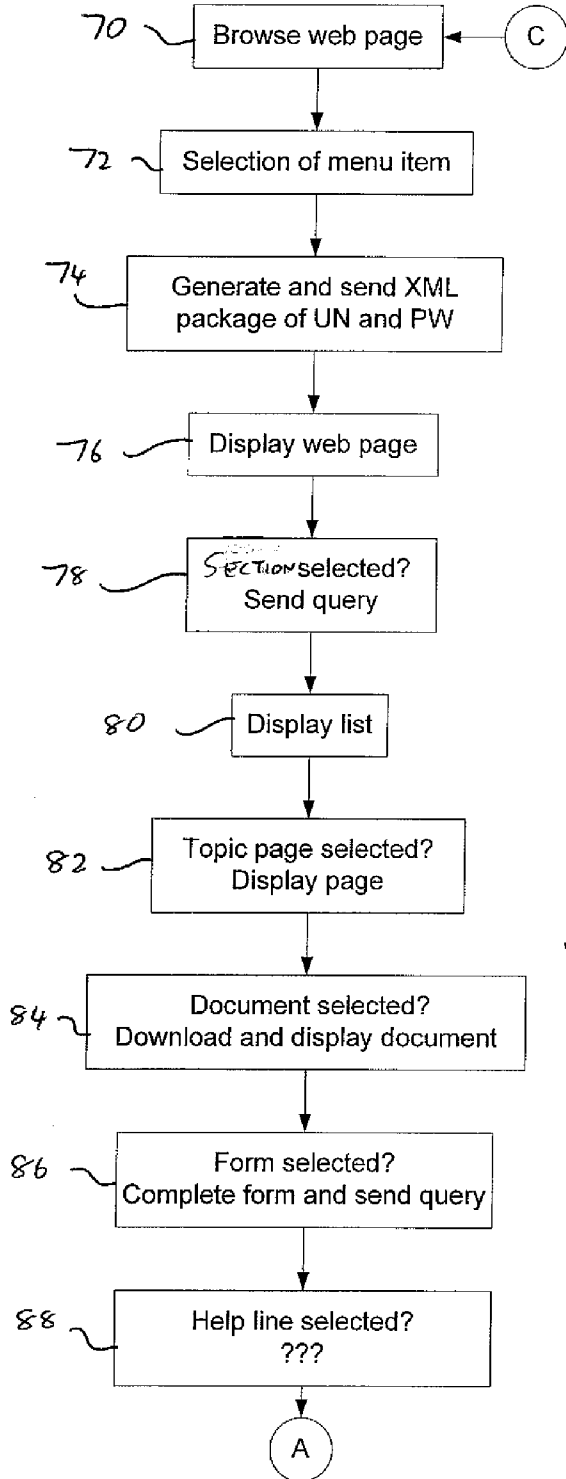 70 Browse web page C
72 Selection of menu item
74 Generate and send XML
package of UN and PW
76 Display web page
78 SECTION selected?
Send query
80 Display list
82 Topic page selected?
Display page
84 Document selected?
Download and display document
86 Form selected?
Complete form and send query
88 Help line selected?
???
A